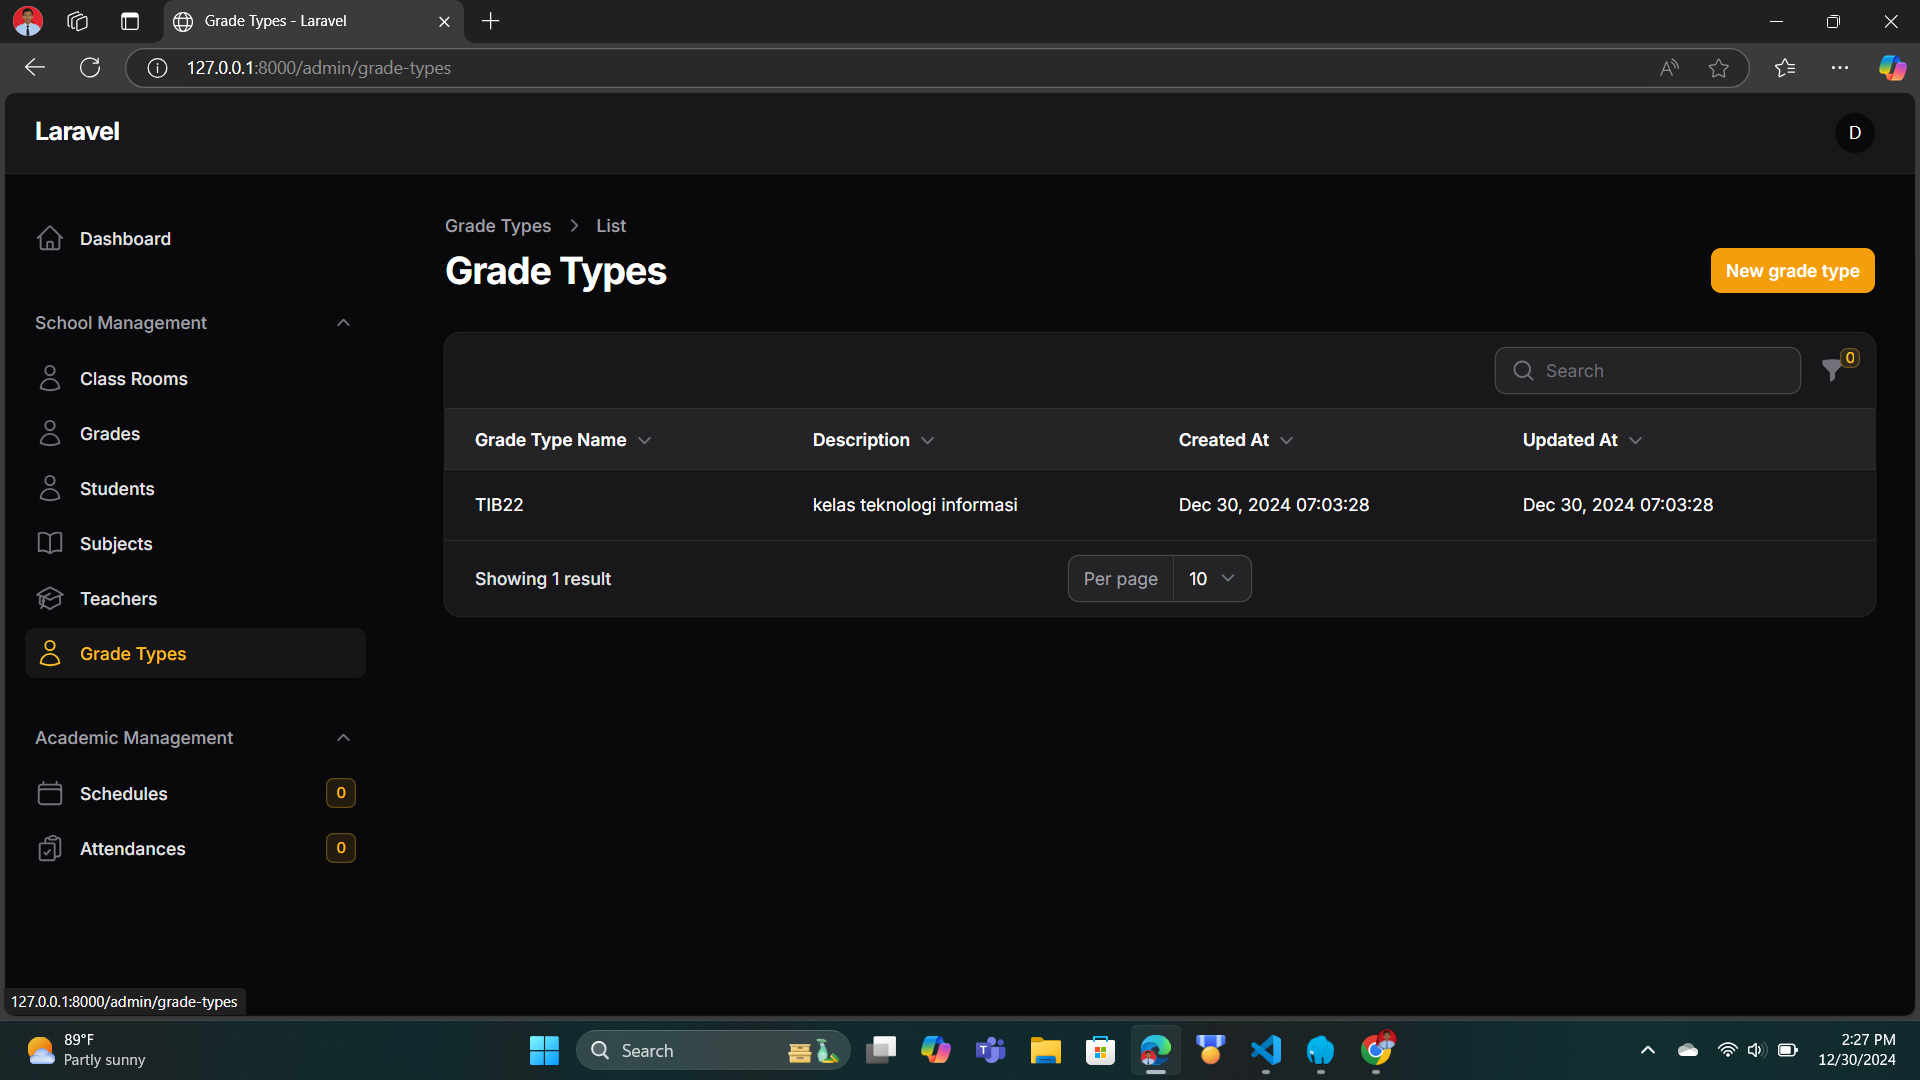 Grade Types - Laravel
127.0.0.1:8000/admin/grade-types
Laravel
D
Dashboard
School Management
Class Rooms
Grades
Students
Subjects
Teachers
Grade Types
Academic Management
Schedules 0
Attendances 0
Grade Types > List
Grade Types
New grade type
Search
0
Grade Type Name Description Created At Updated At
TIB22 kelas teknologi informasi Dec 30, 2024 07:03:28 Dec 30, 2024 07:03:28
Showing 1 result
Per page 10
127.0.0.1:8000/admin/grade-types
89°F
Partly sunny
Search
2:27 PM
12/30/2024